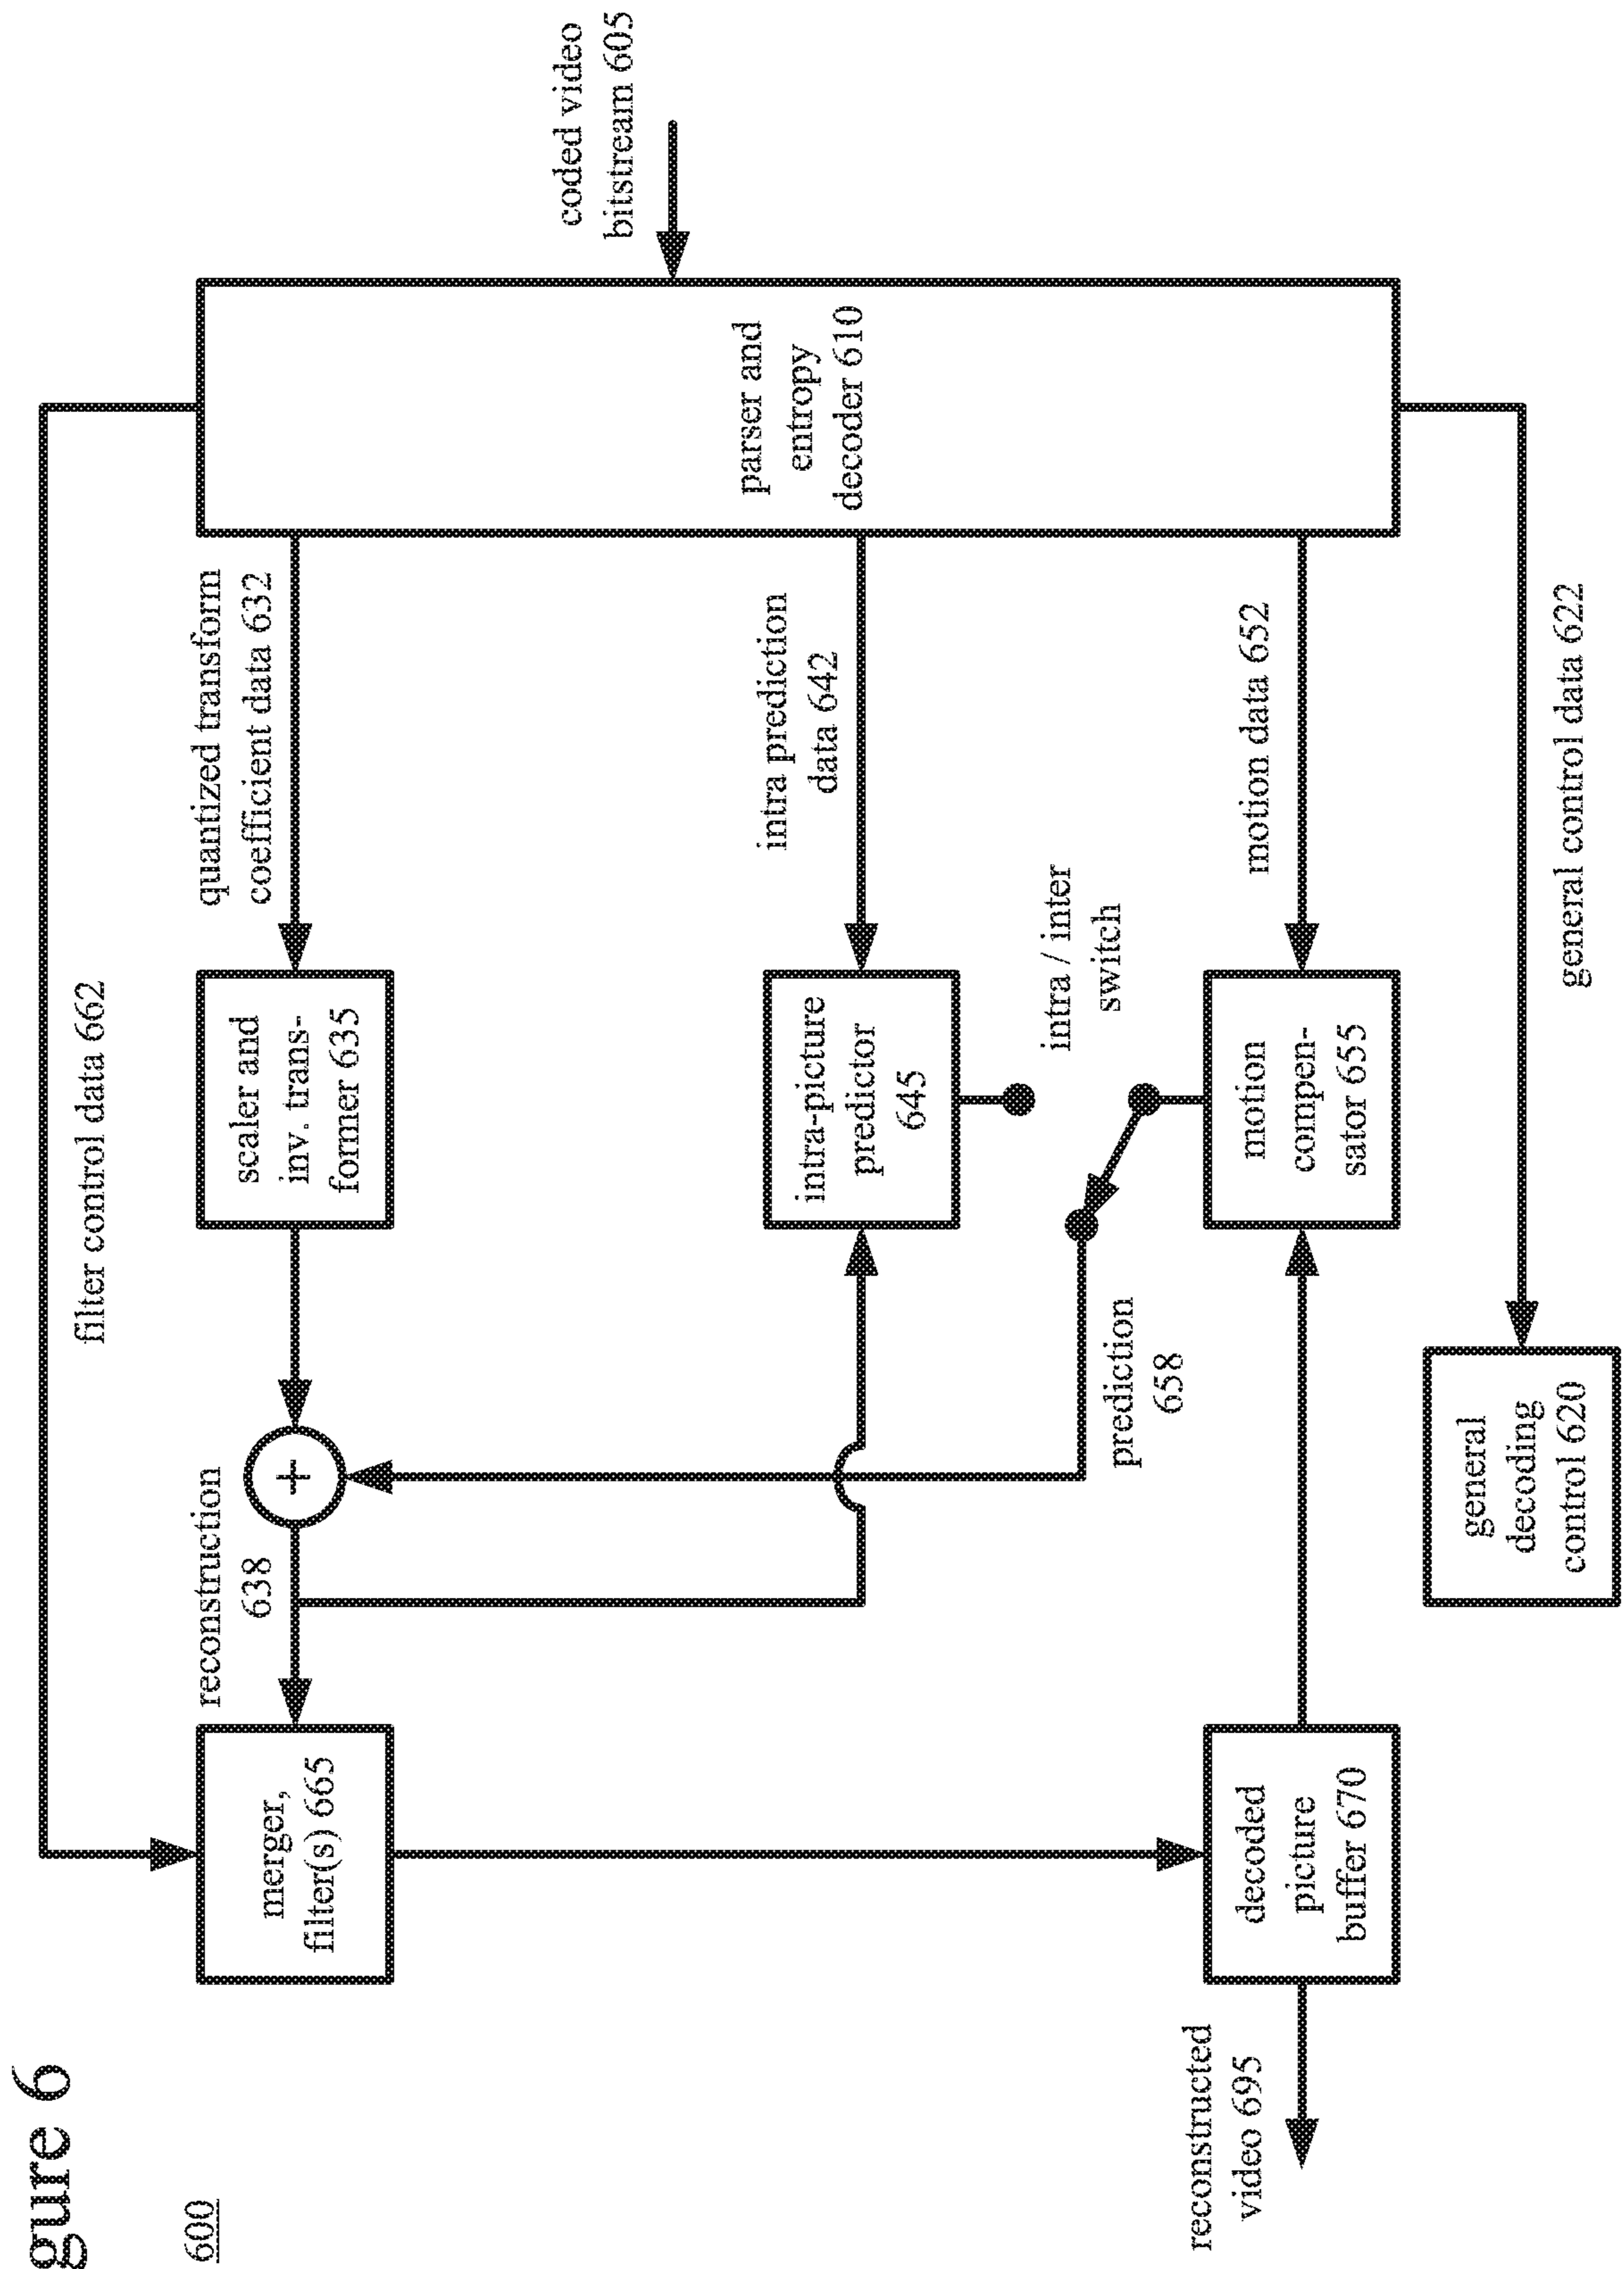 gure 6
600
filter control data 662
merger,
filter(s) 665
reconstruction
638
+
scaler and
inv. trans-
former 635
quantized transform
coefficient data 632
coded video
bitstream 605
parser and
entropy
decoder 610
intra-picture
predictor
645
intra prediction
data 642
intra / inter
switch
prediction
658
reconstructed
video 695
decoded
picture
buffer 670
motion
compen-
sator 655
motion data 652
general
decoding
control 620
general control data 622